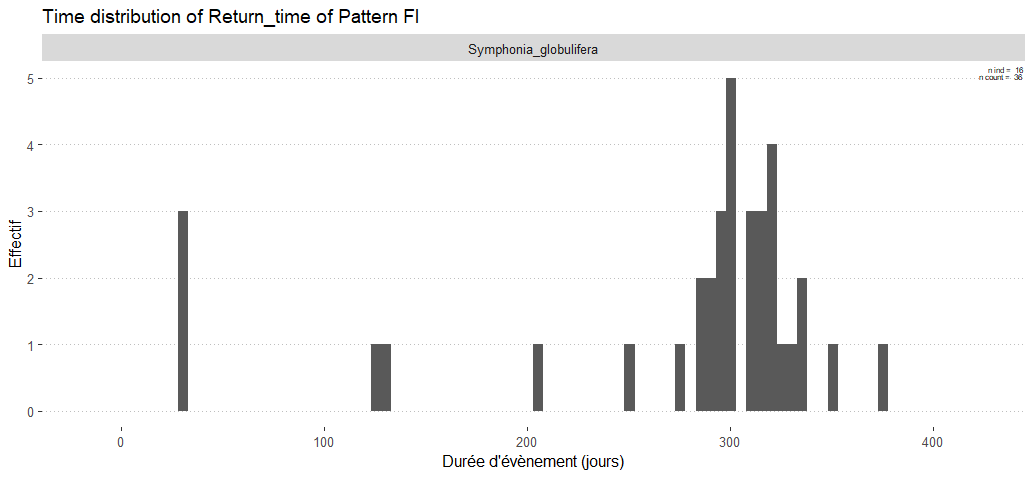 Time distribution of Return_time of Pattern Fl
Symphonia_globulifera
n ind = 16
n count = 36
5
4
3
2
1
0
Effectif
0 100 200 300 400
Durée d'évènement (jours)